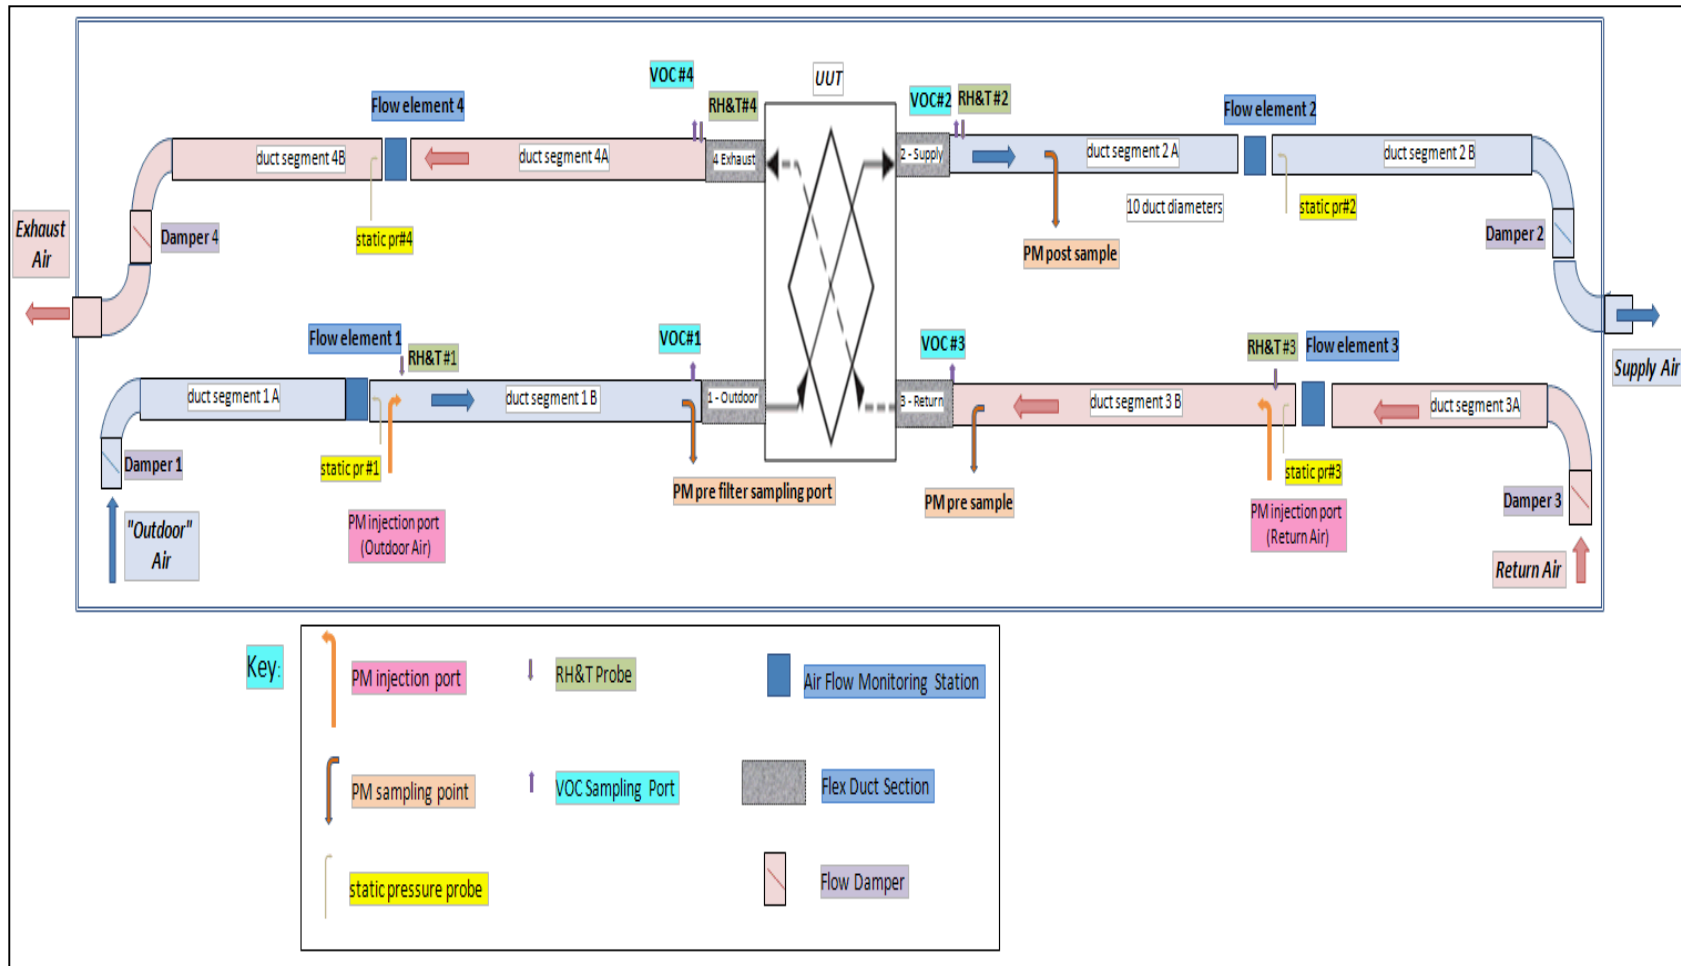 VOC #4
UUT
RH&T#4
VOC#2
RH&T#2
Flow element 4
Flow element 2
duct segment 4B
duct segment 4A
4 Exhaust
2 - Supply
duct segment 2 A
duct segment 2 B
10 duct diameters
Exhaust
Air
Damper 4
static pr#4
PM post sample
static pr#2
Damper 2
Flow element 1
RH&T #1
VOC#1
VOC #3
RH&T #3
Flow element 3
Supply Air
duct segment 1 A
duct segment 1 B
1 - Outdoor
3 - Return
duct segment 3 B
duct segment 3A
Damper 1
static pr #1
PM pre filter sampling port
PM pre sample
static pr#3
Damper 3
"Outdoor"
Air
PM injection port
(Outdoor Air)
PM injection port
(Return Air)
Return Air
Key:
PM injection port
RH&T Probe
Air Flow Monitoring Station
PM sampling point
VOC Sampling Port
Flex Duct Section
static pressure probe
Flow Damper